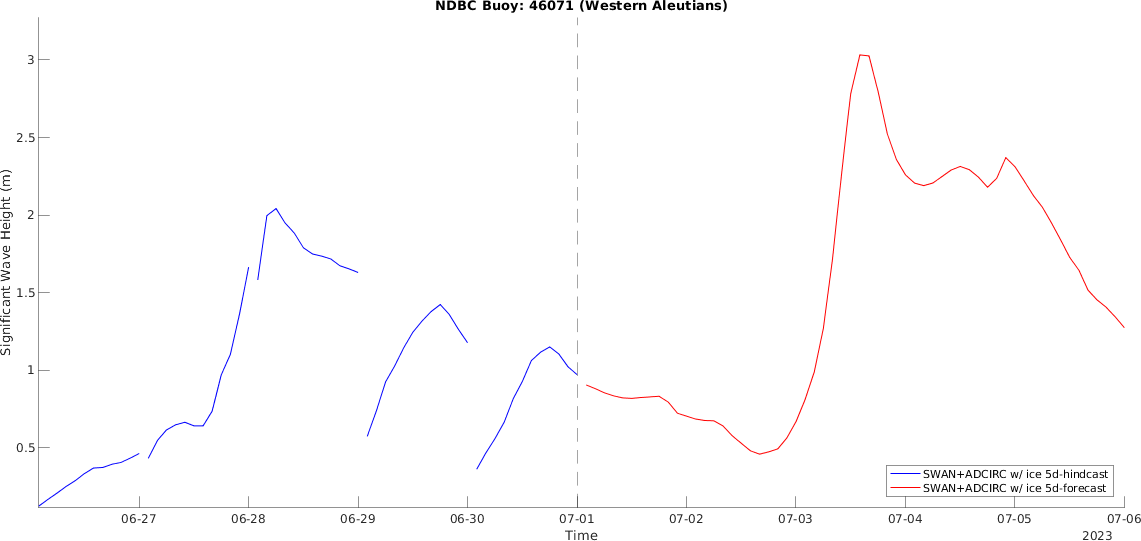 NDBC Buoy: 46071 (Western Aleutians)
Significant Wave Height (m)
3
2.5
2
1.5
1
0.5
SWAN+ADCIRC w/ ice 5d-hindcast
SWAN+ADCIRC w/ ice 5d-forecast
06-27 06-28 06-29 06-30 07-01 07-02 07-03 07-04 07-05 07-06
Time
2023